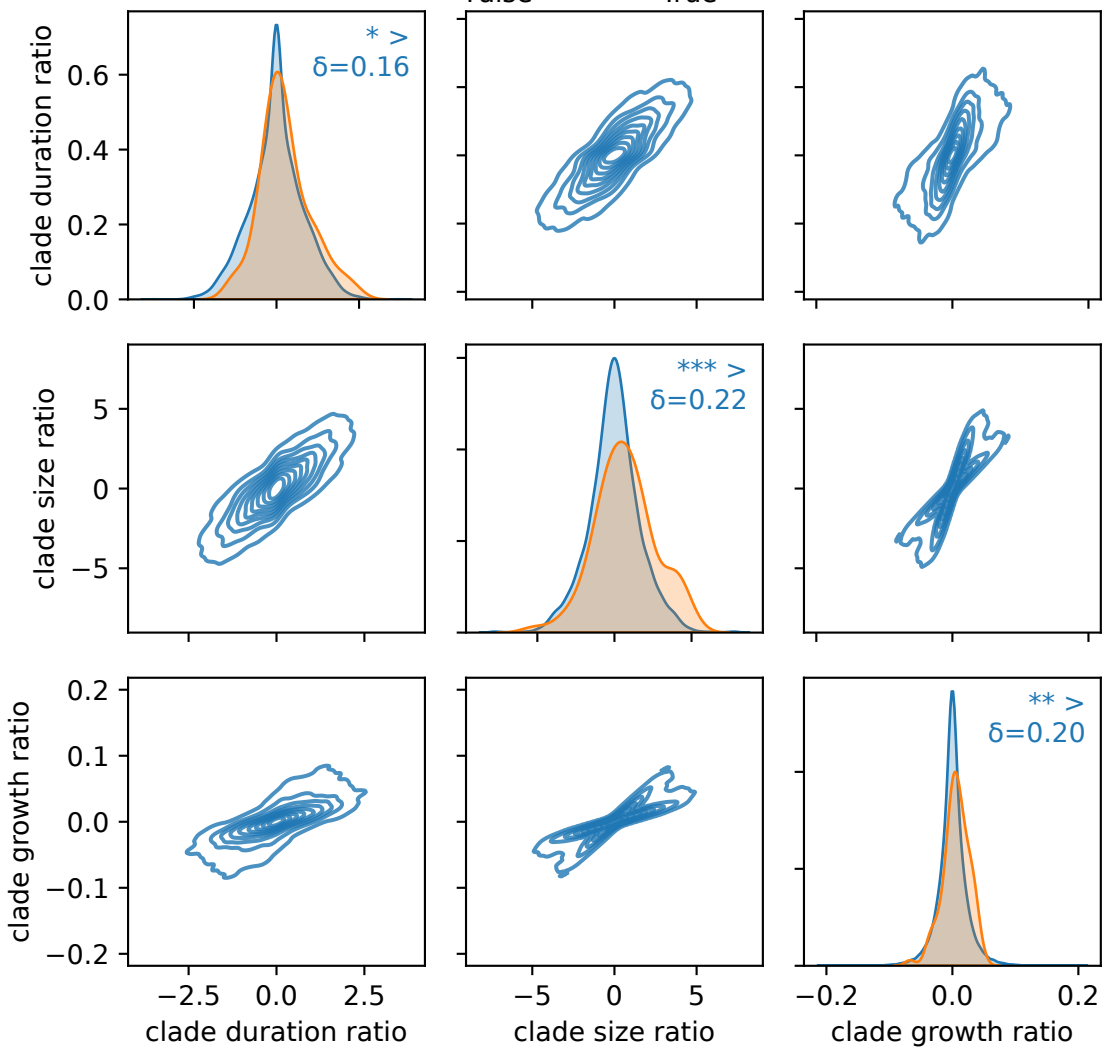 clade duration ratio
0.6
0.4
0.2
0.0
* >
δ=0.16
clade size ratio
5
0
−5
*** >
δ=0.22
clade growth ratio
0.2
0.1
0.0
−0.1
−0.2
** >
δ=0.20
−2.5 0.0 2.5
−5 0 5
−0.2 0.0 0.2
clade duration ratio
clade size ratio
clade growth ratio